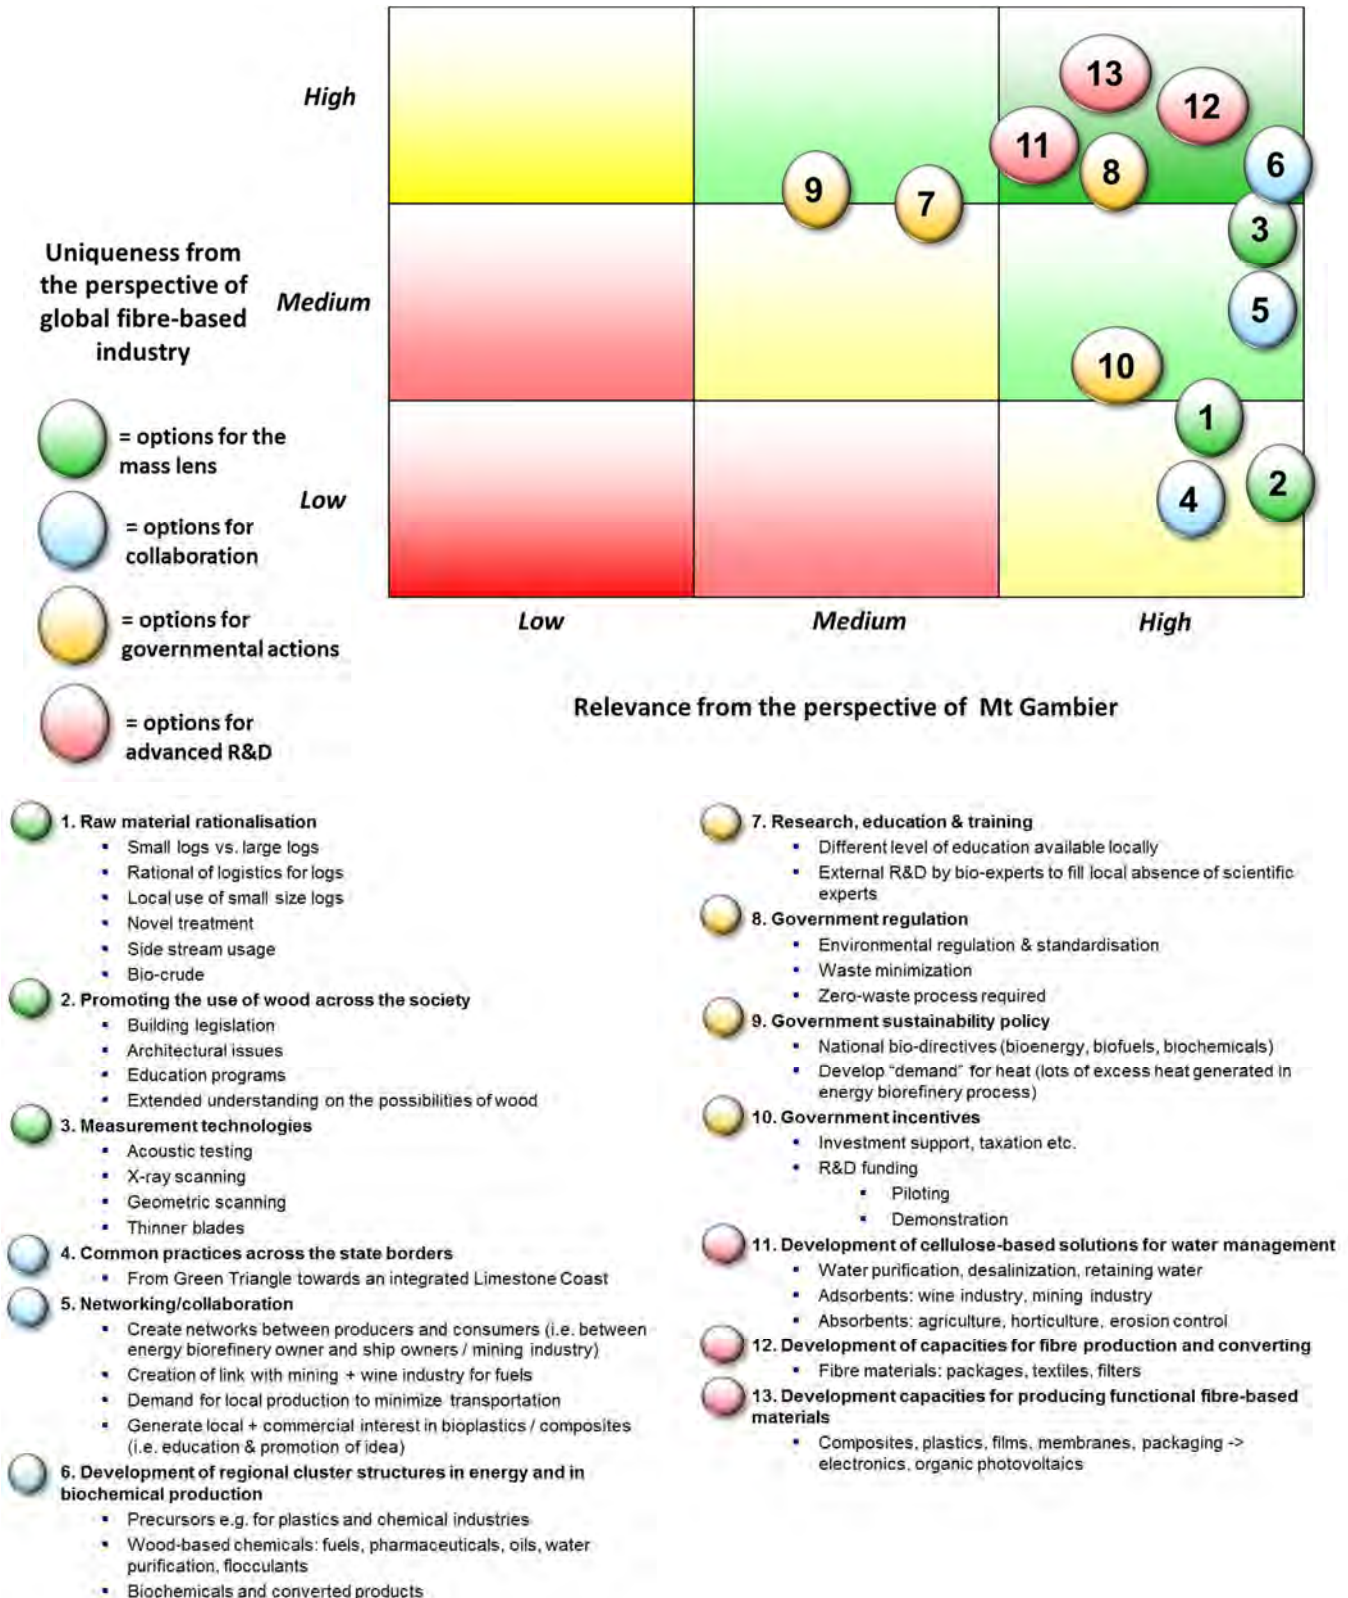 High
13
12
11
8
6
9
7
3
Uniqueness from
the perspective of
global fibre-based
industry
Medium
5
10
1
= options for the
mass lens
Low
2
4
= options for
collaboration
= options for
governmental actions
Low
Medium
High
Relevance from the perspective of Mt Gambier
= options for
advanced R&D
1. Raw material rationalisation
▪ Small logs vs. large logs
▪ Rational of logistics for logs
▪ Local use of small size logs
▪ Novel treatment
▪ Side stream usage
▪ Bio-crude
2. Promoting the use of wood across the society
▪ Building legislation
▪ Architectural issues
▪ Education programs
▪ Extended understanding on the possibilities of wood
3. Measurement technologies
▪ Acoustic testing
▪ X-ray scanning
▪ Geometric scanning
▪ Thinner blades
4. Common practices across the state borders
▪ From Green Triangle towards an integrated Limestone Coast
5. Networking/collaboration
▪ Create networks between producers and consumers (i.e. between
energy biorefinery owner and ship owners / mining industry)
▪ Creation of link with mining + wine industry for fuels
▪ Demand for local production to minimize transportation
▪ Generate local + commercial interest in bioplastics / composites
(i.e. education & promotion of idea)
6. Development of regional cluster structures in energy and in
biochemical production
▪ Precursors e.g. for plastics and chemical industries
▪ Wood-based chemicals: fuels, pharmaceuticals, oils, water
purification, flocculants
▪ Biochemicals and converted products
7. Research, education & training
▪ Different level of education available locally
▪ External R&D by bio-experts to fill local absence of scientific
experts
8. Government regulation
▪ Environmental regulation & standardisation
▪ Waste minimization
▪ Zero-waste process required
9. Government sustainability policy
▪ National bio-directives (bioenergy, biofuels, biochemicals)
▪ Develop "demand" for heat (lots of excess heat generated in
energy biorefinery process)
10. Government incentives
▪ Investment support, taxation etc.
▪ R&D funding
▪ Piloting
▪ Demonstration
11. Development of cellulose-based solutions for water management
▪ Water purification, desalinization, retaining water
▪ Adsorbents: wine industry, mining industry
▪ Absorbents: agriculture, horticulture, erosion control
12. Development of capacities for fibre production and converting
▪ Fibre materials: packages, textiles, filters
13. Development capacities for producing functional fibre-based
materials
▪ Composites, plastics, films, membranes, packaging ->
electronics, organic photovoltaics